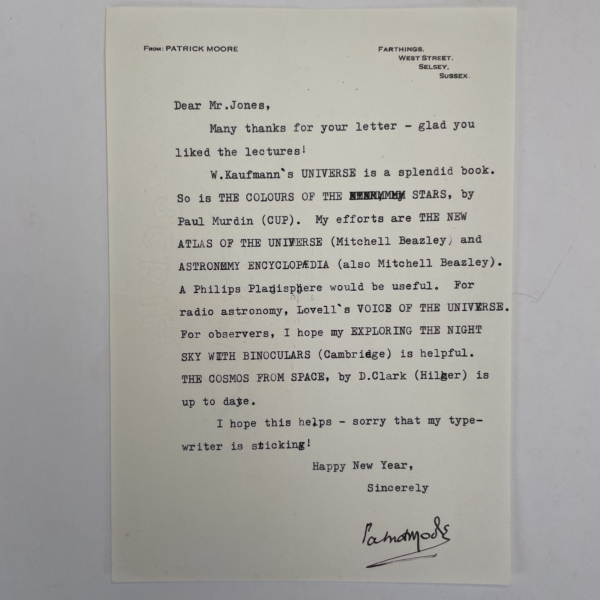 From: PATRICK MOORE
FARTHINGS,
WEST STREET,
SELSEY,
SUSSEX.
Dear Mr.Jones,
Many thanks for your letter - glad you
liked the lectures!
W.Kaufmann`s UNIVERSE is a splendid book.
So is THE COLOURS OF THE STARS, by
Paul Murdin (CUP). My efforts are THE NEW
ATLAS OF THE UNIVERSE (Mitchell Beazley) and
ASTRONOMY ENCYCLOPÆDIA (also Mitchell Beazley).
A Philips Planisphere would be useful. For
radio astronomy, Lovell`s VOICE OF THE UNIVERSE.
For observers, I hope my EXPLORING THE NIGHT
SKY WITH BINOCULARS (Cambridge) is helpful.
THE COSMOS FROM SPACE, by D.Clark (Hilger) is
up to date.
I hope this helps - sorry that my type-
writer is sticking!
Happy New Year,
Sincerely
Patrick Moore